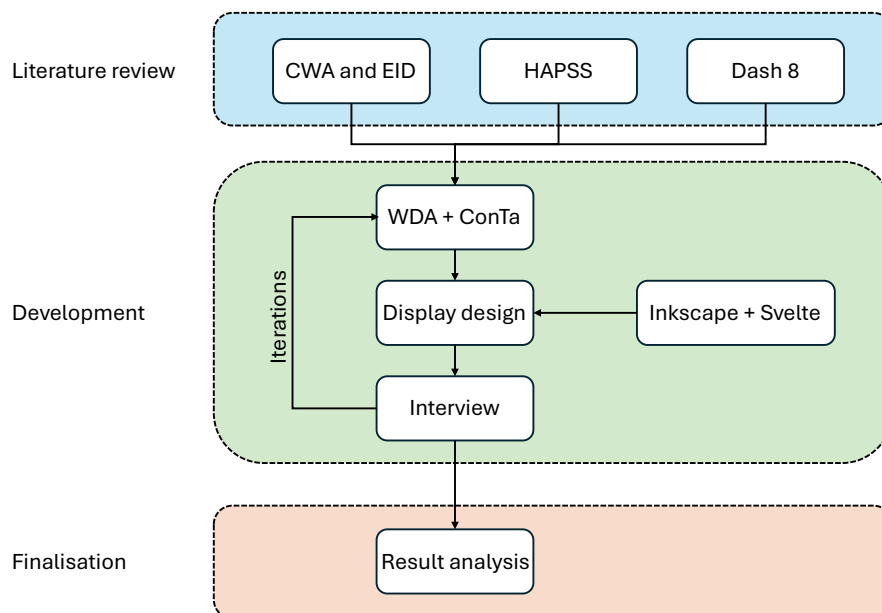 Literature review
CWA and EID
HAPSS
Dash 8
WDA + ConTa
Iterations
Development
Display design
Inkscape + Svelte
Interview
Finalisation
Result analysis